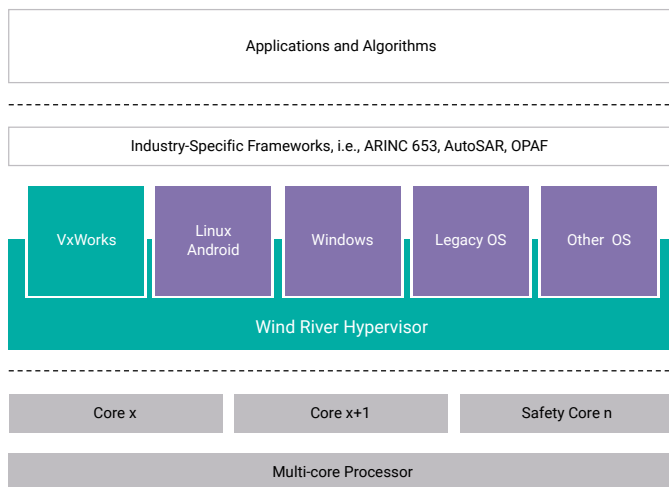 Applications and Algorithms
Industry-Specific Frameworks, i.e., ARINC 653, AutoSAR, OPAF
VxWorks
Linux
Android
Windows
Legacy OS
Other OS
Wind River Hypervisor
Core x
Core x+1
Safety Core n
Multi-core Processor